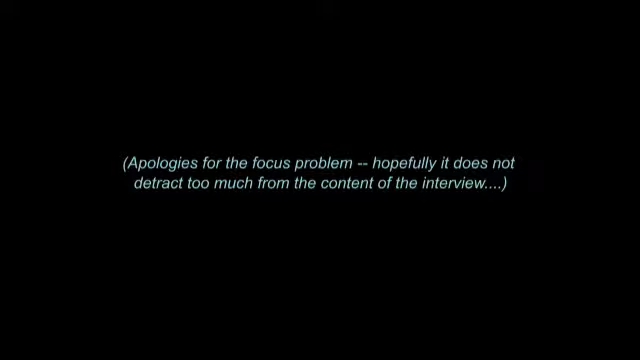 (Apologies for the focus problem -- hopefully it does not
detract too much from the content of the interview....)